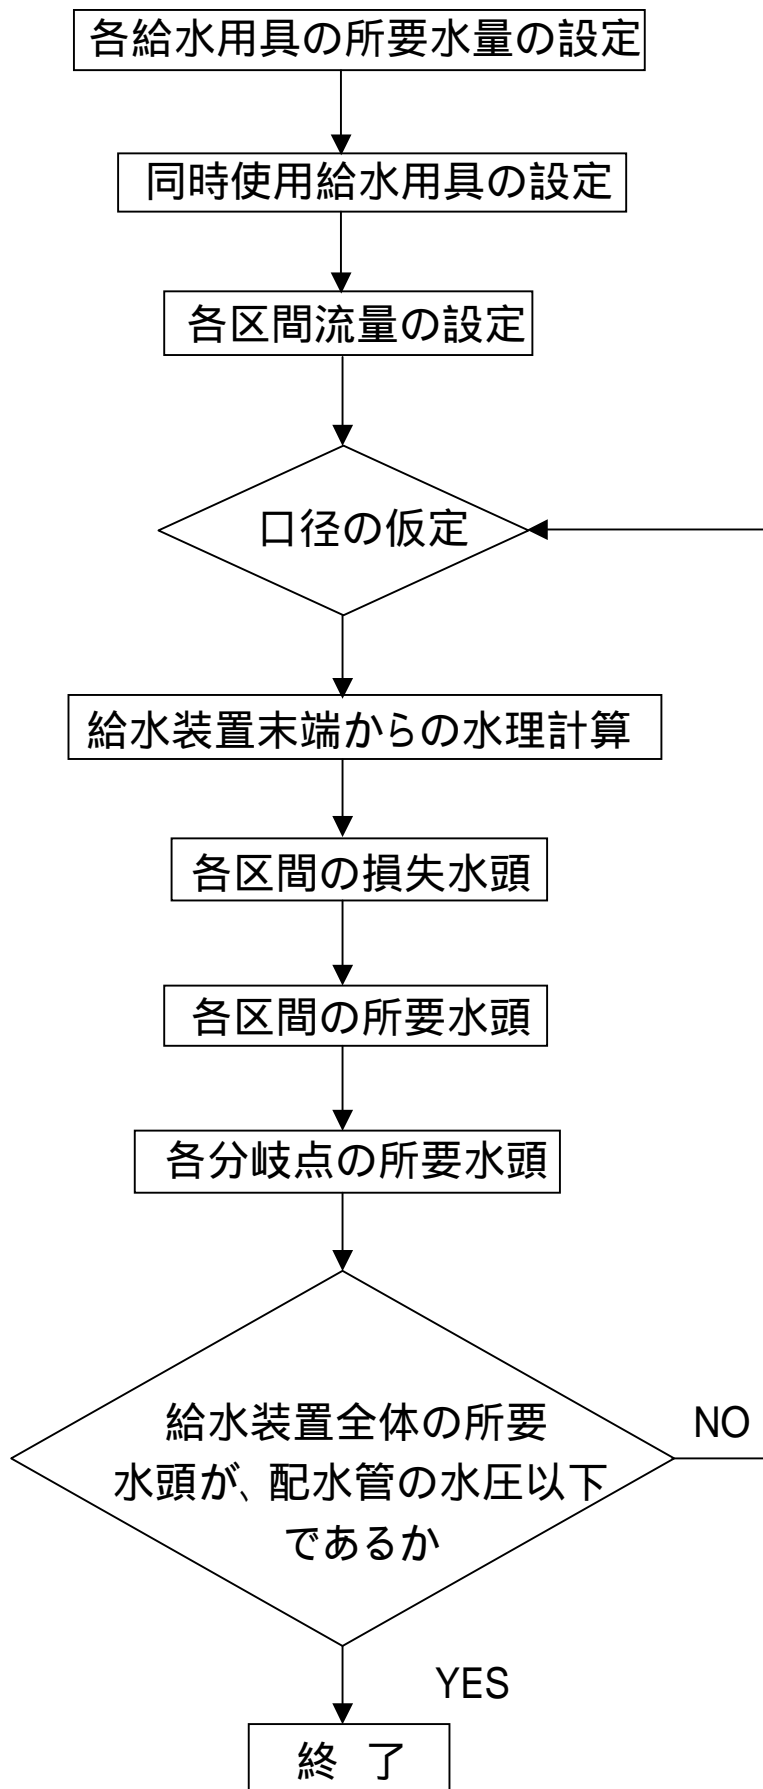 各給水用具の所要水量の設定
同時使用給水用具の設定
各区間流量の設定
口径の仮定
給水装置末端からの水理計算
各区間の損失水頭
各区間の所要水頭
各分岐点の所要水頭
給水装置全体の所要
水頭が、配水管の水圧以下
であるか
NO
YES
終 了